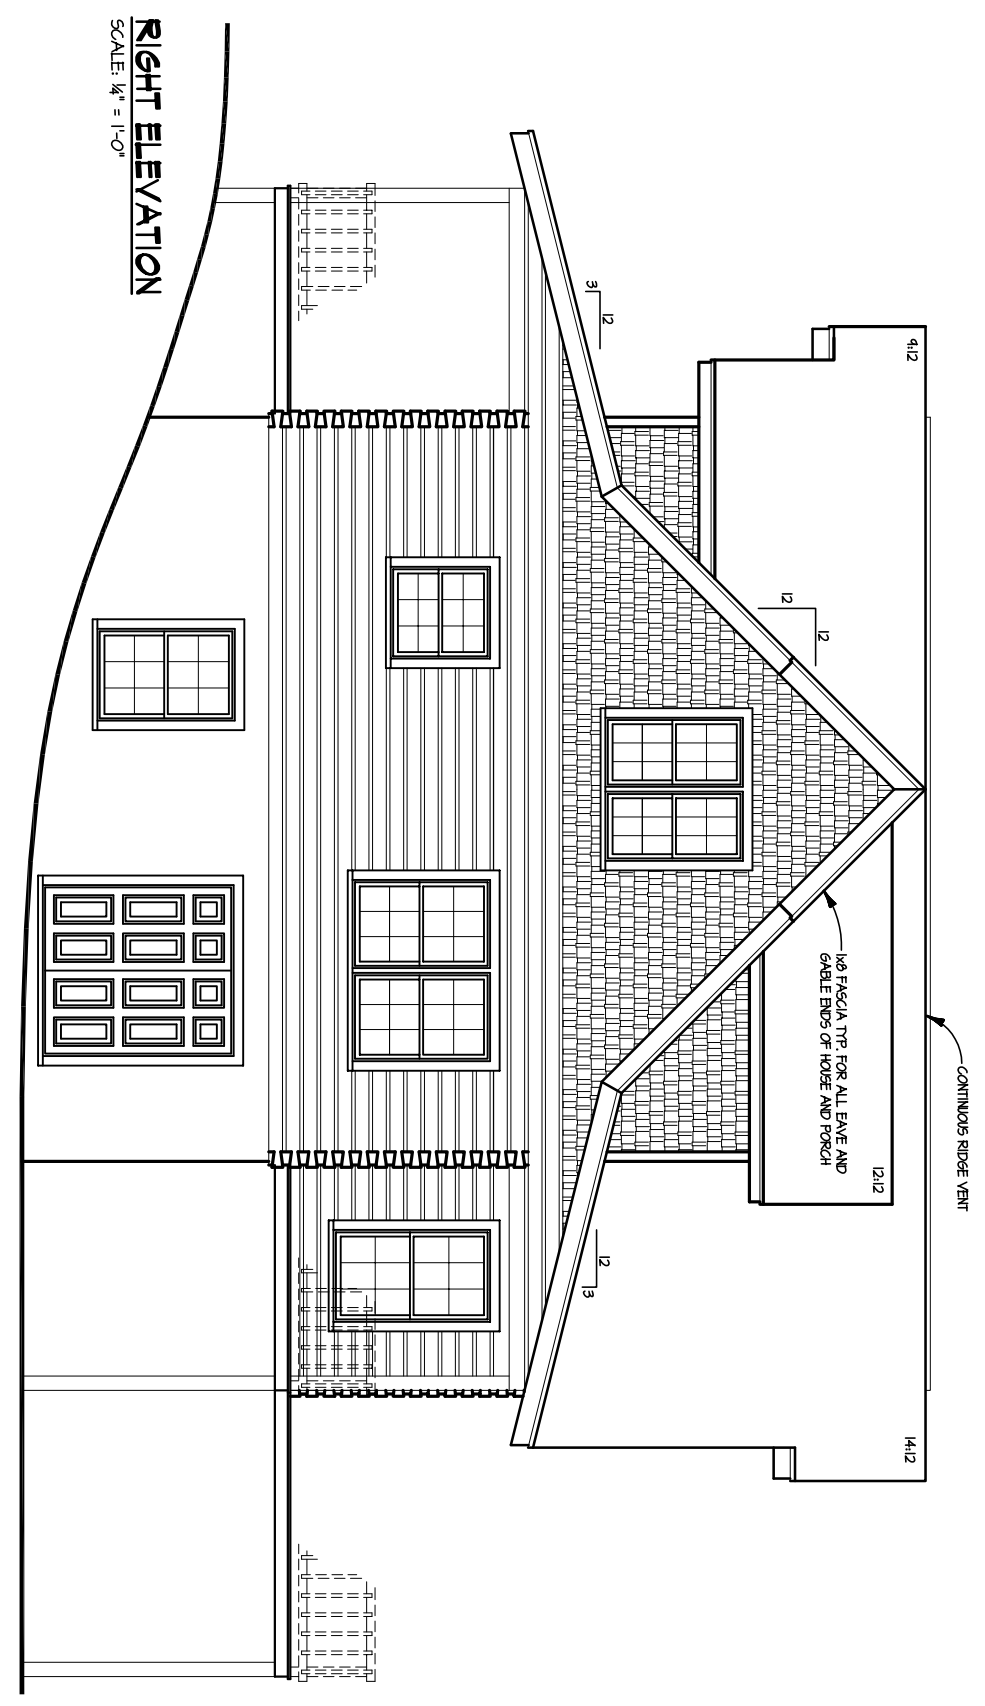 CONTINUOUS RIDGE VENT
9:12
14:12
12:12
1x8 FASCIA TYP. FOR ALL EAVE AND
GABLE ENDS OF HOUSE AND PORCH
12
12
12
3
12
3
RIGHT ELEVATION
SCALE: ¼" = 1'-0"